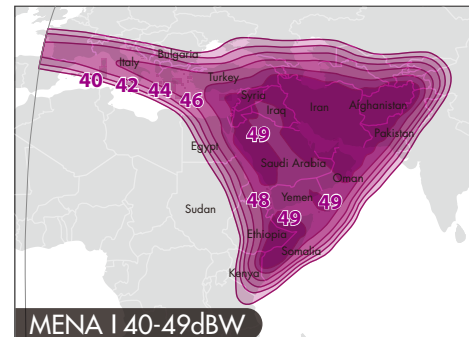 Bulgaria
Italy
Turkey
40
42
44
46
Syria
Iraq
Iran
Afghanistan
49
Pakistan
Egypt
Saudi Arabia
Oman
48
Yemen
49
Sudan
49
Ethiopia
Somalia
Kenya
MENA I 40-49dBW